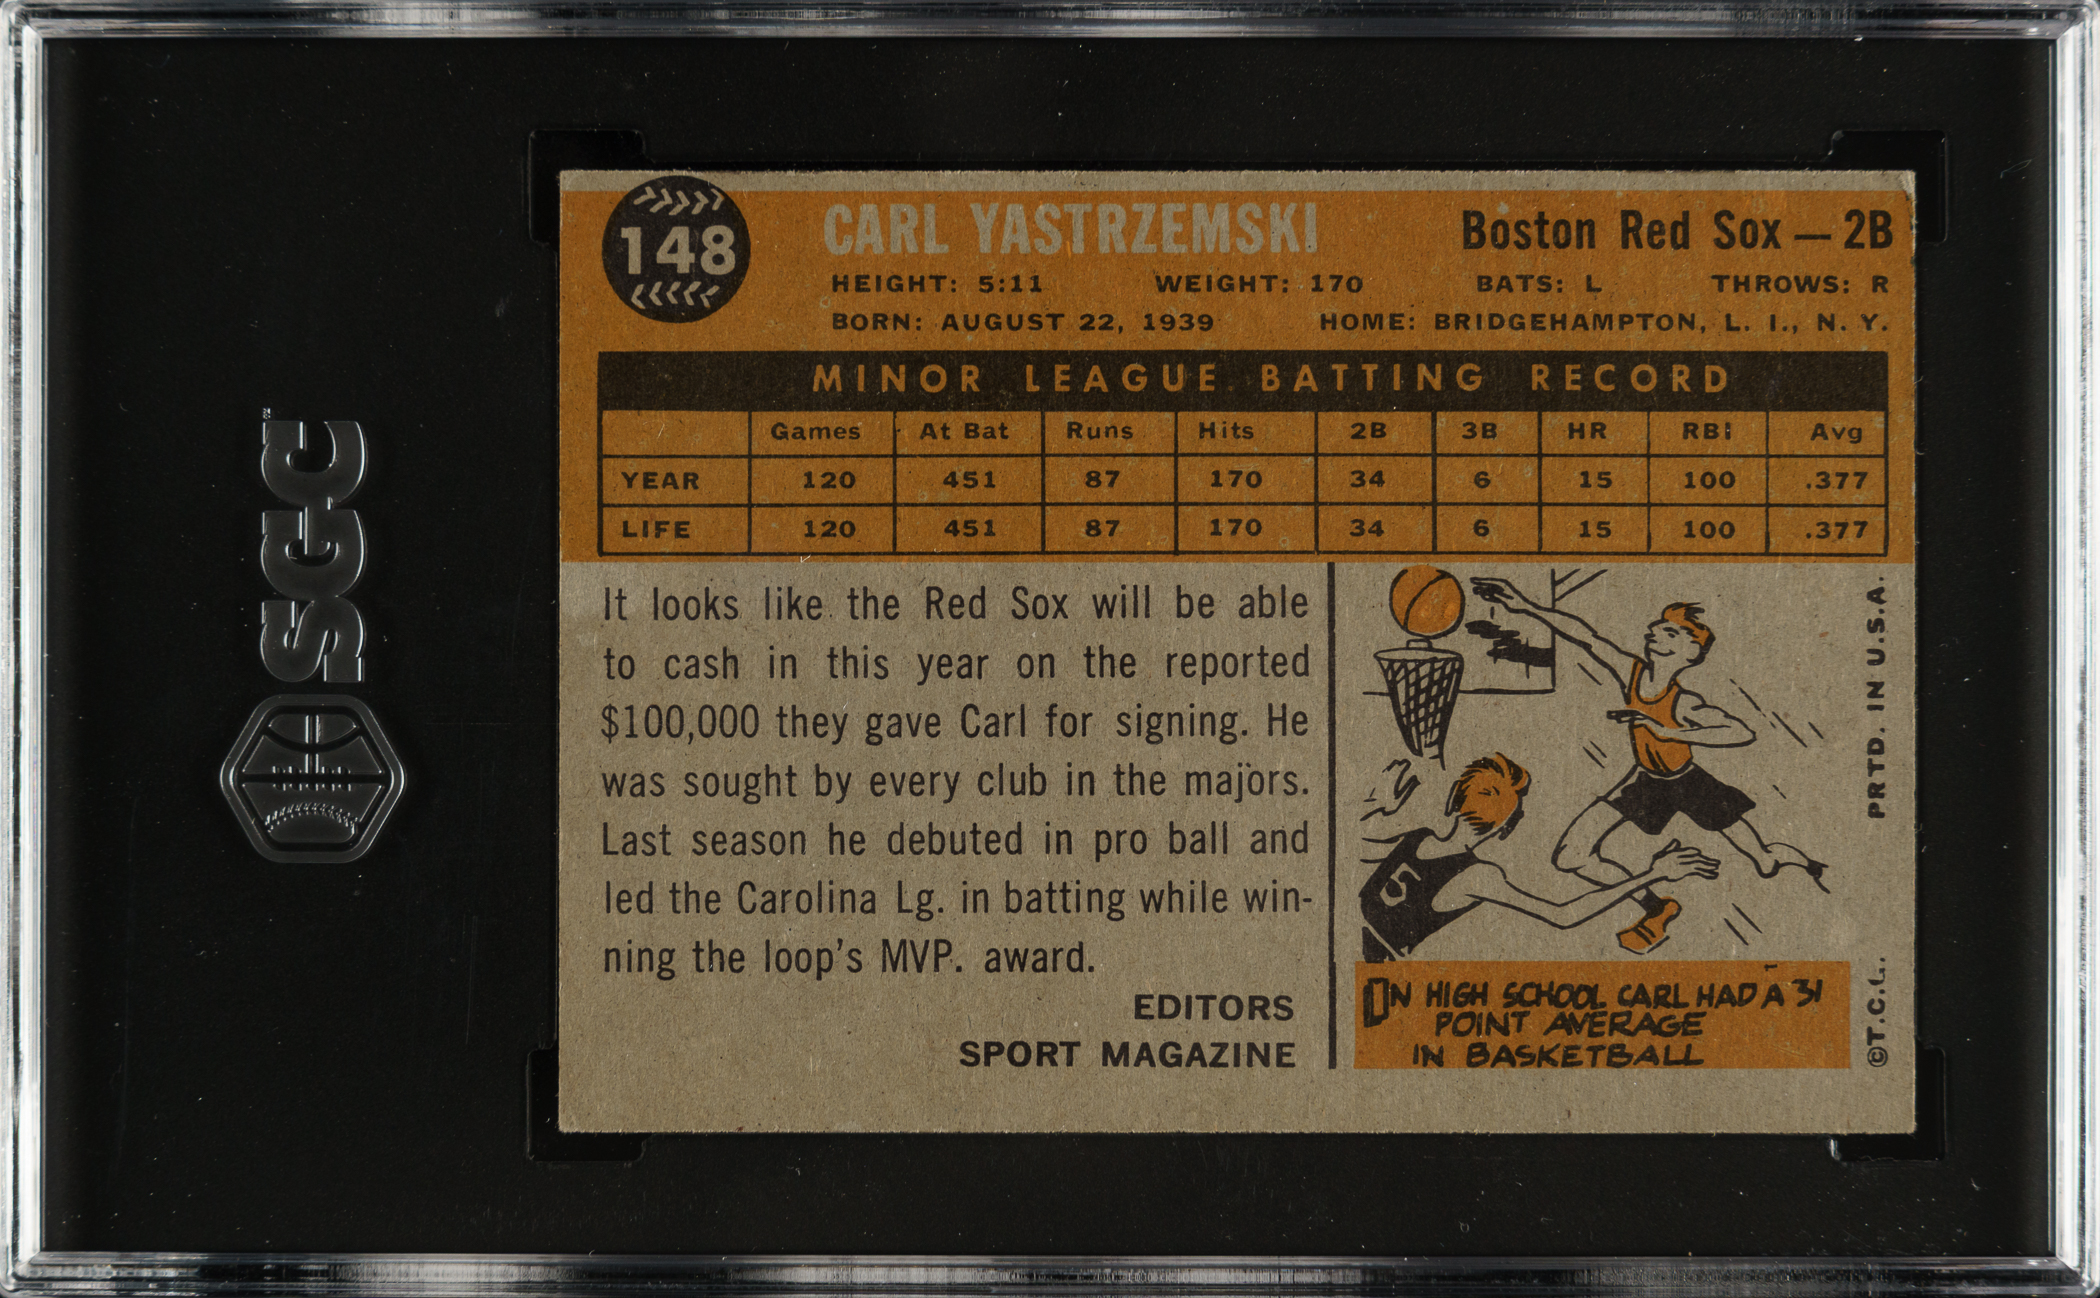 SGC
148
CARL YASTRZEMSKI
Boston Red Sox — 2B
HEIGHT: 5:11 WEIGHT: 170 BATS: L THROWS: R
BORN: AUGUST 22, 1939 HOME: BRIDGEHAMPTON, L. I., N. Y.
MINOR LEAGUE BATTING RECORD
Games At Bat Runs Hits 2B 3B HR RBI Avg
YEAR 120 451 87 170 34 6 15 100 .377
LIFE 120 451 87 170 34 6 15 100 .377
It looks like the Red Sox will be able
to cash in this year on the reported
$100,000 they gave Carl for signing. He
was sought by every club in the majors.
Last season he debuted in pro ball and
led the Carolina Lg. in batting while win-
ning the loop's MVP. award.
EDITORS
SPORT MAGAZINE
5
IN HIGH SCHOOL CARL HAD A 31
POINT AVERAGE
IN BASKETBALL
©T.C.G. PRTD. IN U.S.A.